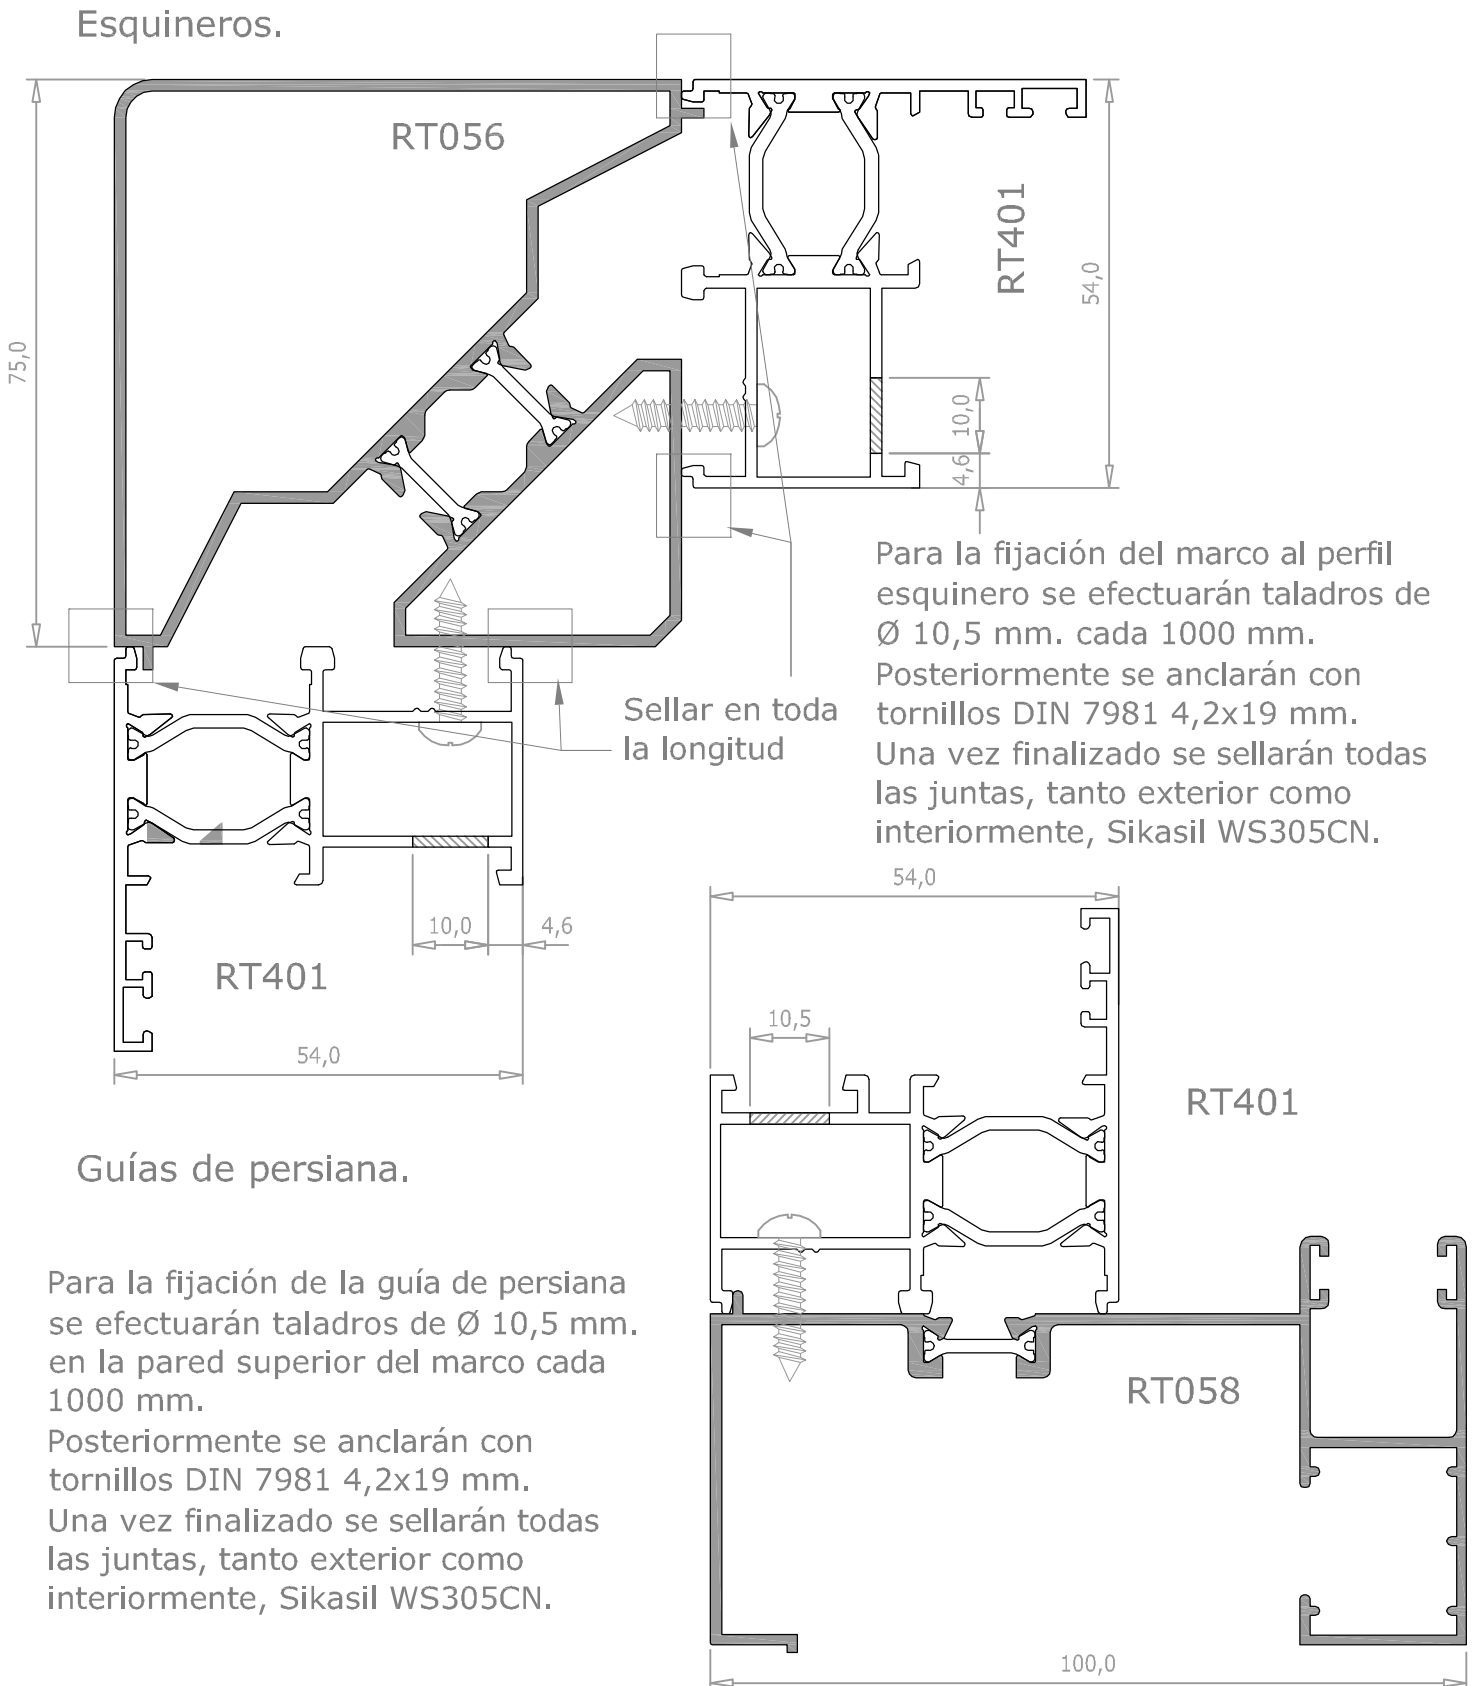 Esquineros.
RT056
RT401
75,0
54,0
10,0
4,6
Para la fijación del marco al perfil
esquinero se efectuarán taladros de
Ø 10,5 mm. cada 1000 mm.
Posteriormente se anclarán con
tornillos DIN 7981 4,2x19 mm.
Una vez finalizado se sellarán todas
las juntas, tanto exterior como
interiormente, Sikasil WS305CN.
Sellar en toda
la longitud
10,0
4,6
RT401
54,0
54,0
10,5
RT401
Guías de persiana.
Para la fijación de la guía de persiana
se efectuarán taladros de Ø 10,5 mm.
en la pared superior del marco cada
1000 mm.
Posteriormente se anclarán con
tornillos DIN 7981 4,2x19 mm.
Una vez finalizado se sellarán todas
las juntas, tanto exterior como
interiormente, Sikasil WS305CN.
RT058
100,0